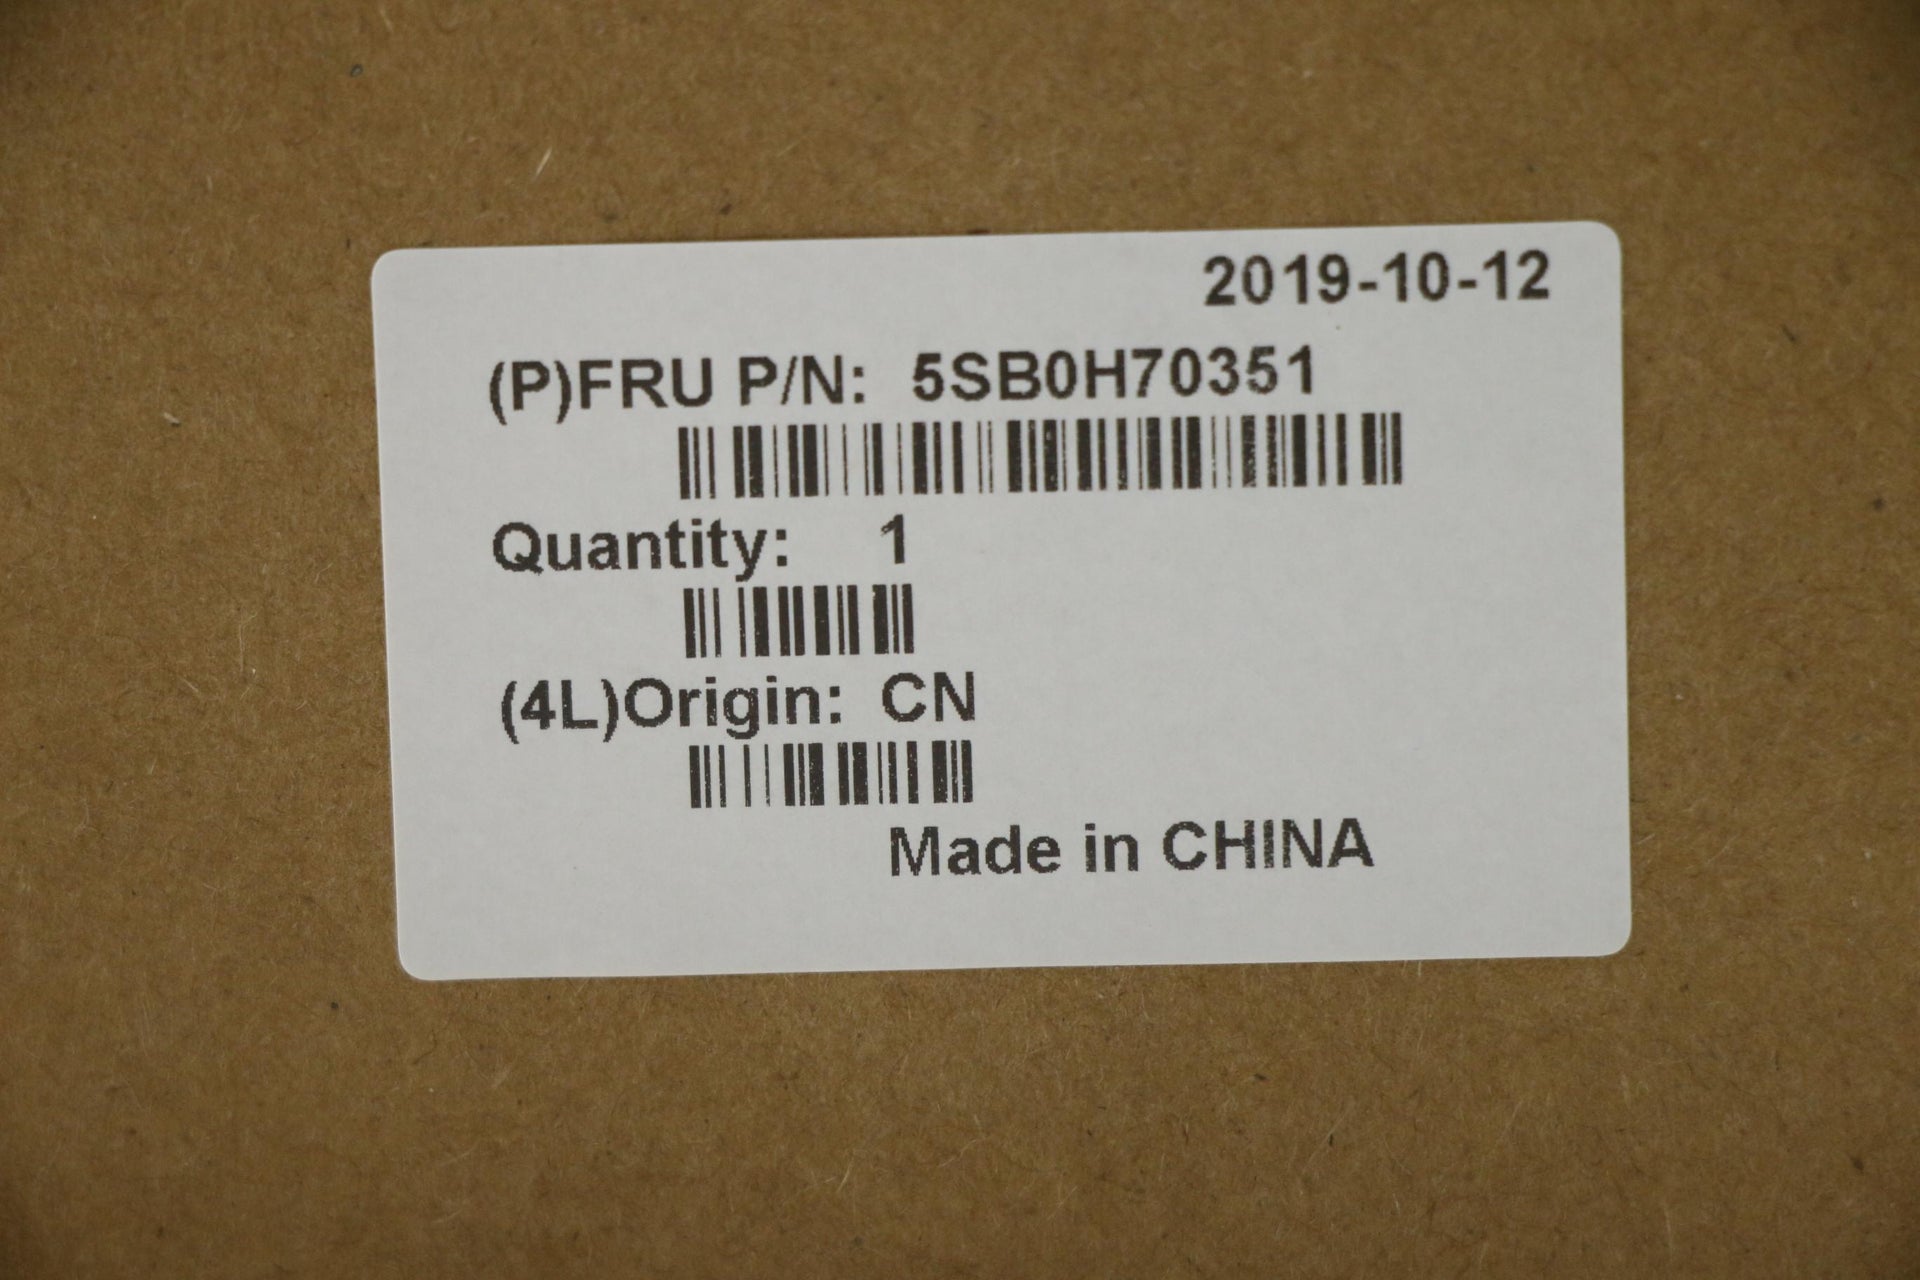 2019-10-12
(P)FRU P/N: 5SB0H70351
Quantity: 1
(4L)Origin: CN
Made in CHINA